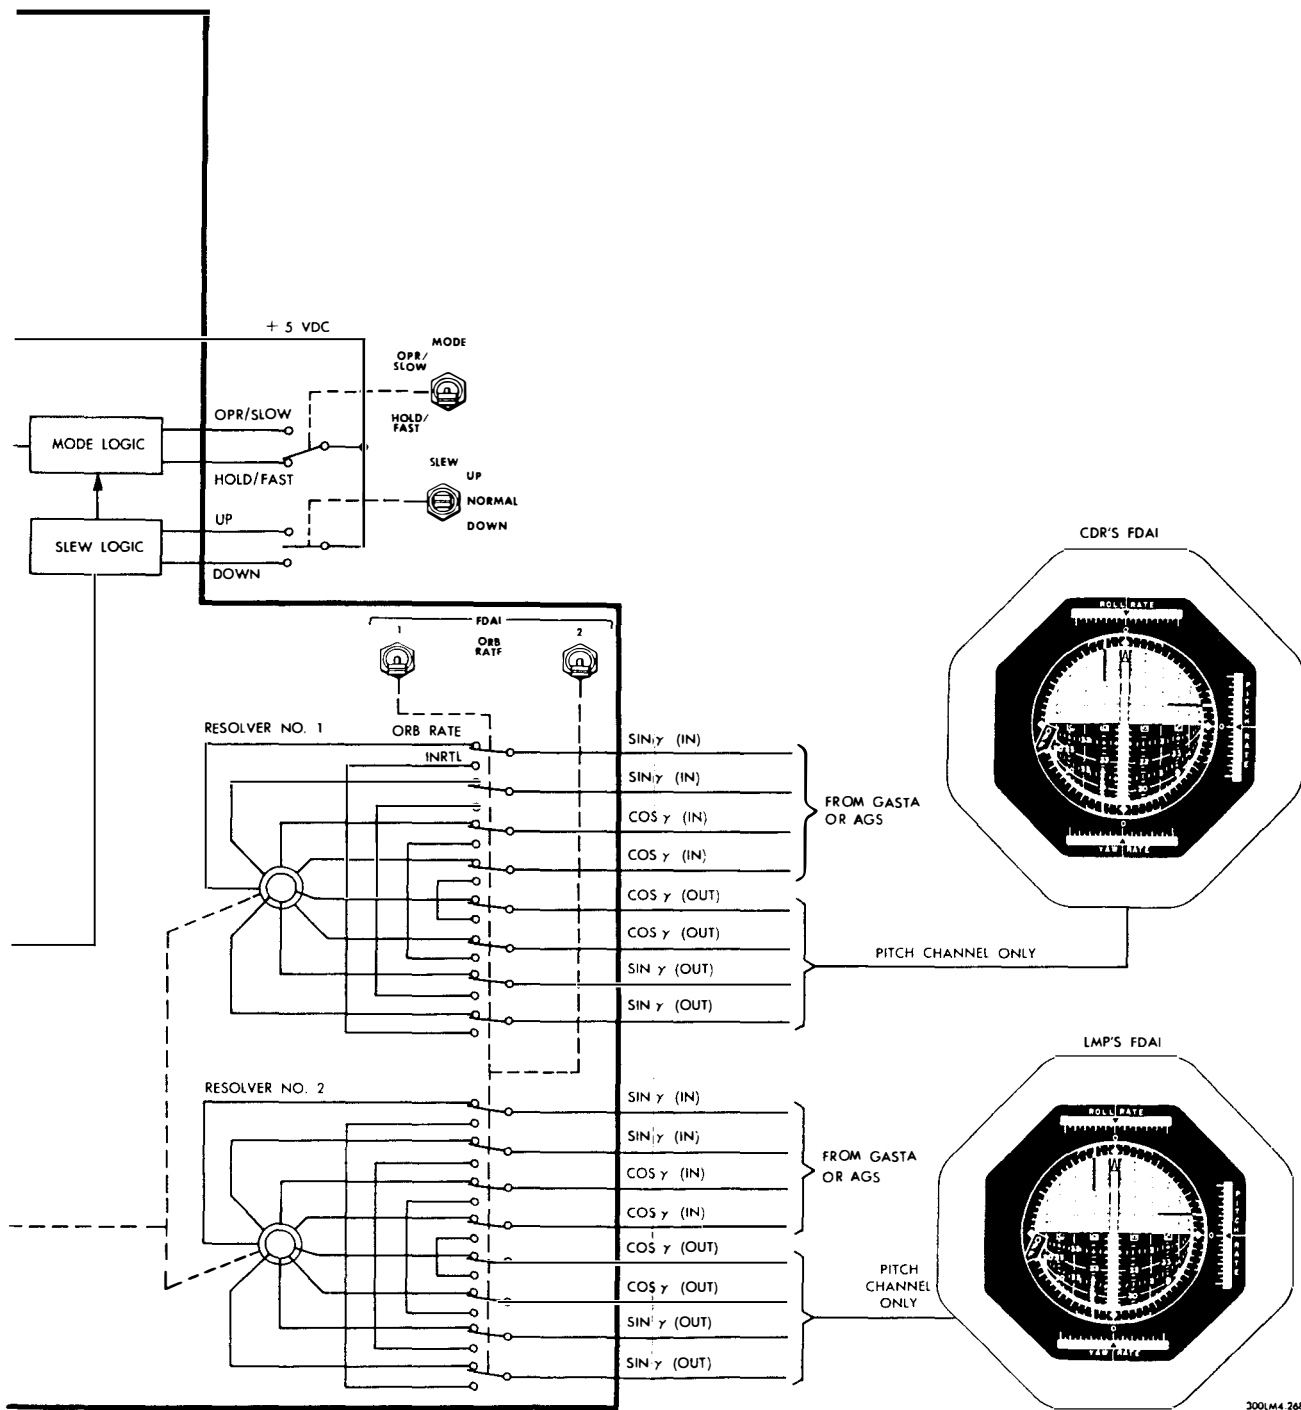 + 5 VDC
MODE
OPR/
SLOW
HOLD/
FAST
OPR/SLOW
MODE LOGIC
HOLD/FAST
SLEW
UP
NORMAL
DOWN
UP
SLEW LOGIC
DOWN
CDR'S FDAI
FDAI
1
ORB
RATE
2
ROLL RATE
RESOLVER NO. 1
ORB RATE
INRTL
SIN γ (IN)
SIN γ (IN)
COS γ (IN)
COS γ (IN)
FROM GASTA
OR AGS
COS γ (OUT)
COS γ (OUT)
SIN γ (OUT)
SIN γ (OUT)
PITCH CHANNEL ONLY
PITCH RATE
YAW RATE
LMP'S FDAI
RESOLVER NO. 2
SIN γ (IN)
SIN γ (IN)
COS γ (IN)
COS γ (IN)
FROM GASTA
OR AGS
COS γ (OUT)
COS γ (OUT)
SIN γ (OUT)
SIN γ (OUT)
PITCH
CHANNEL
ONLY
ROLL RATE
PITCH RATE
YAW RATE